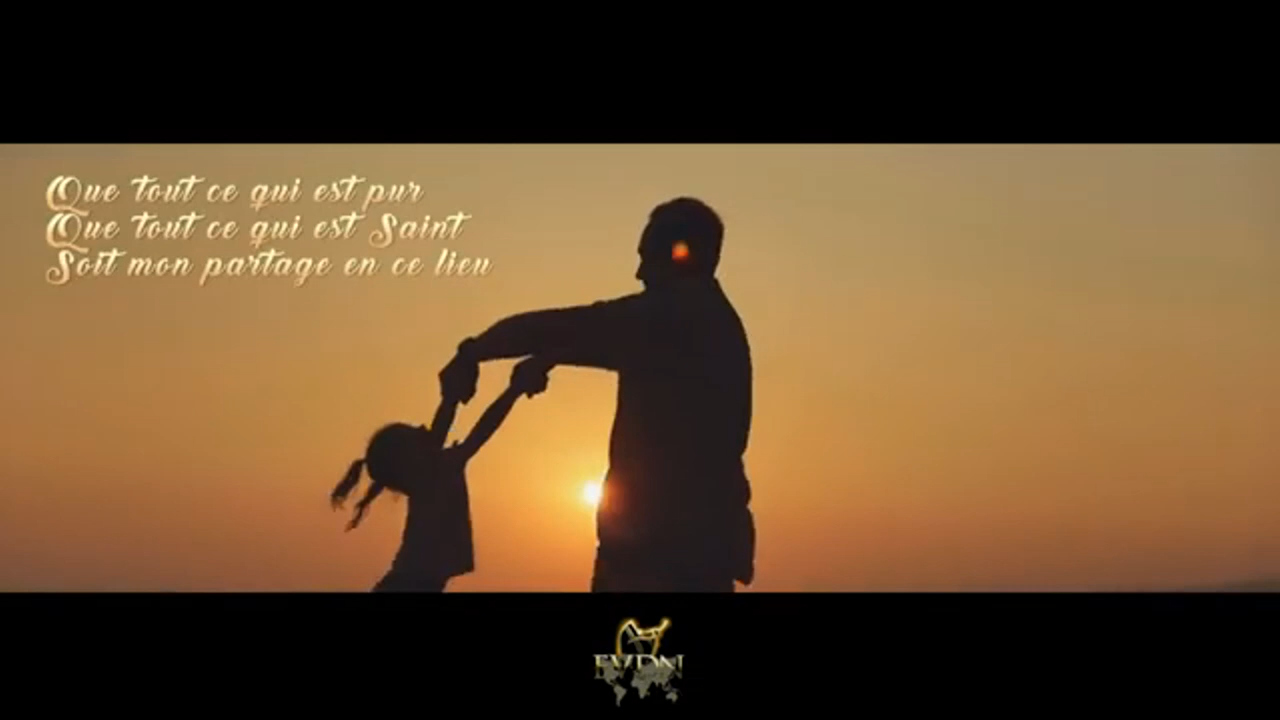 Que tout ce qui est pur
Que tout ce qui est Saint
Soit mon partage en ce lieu